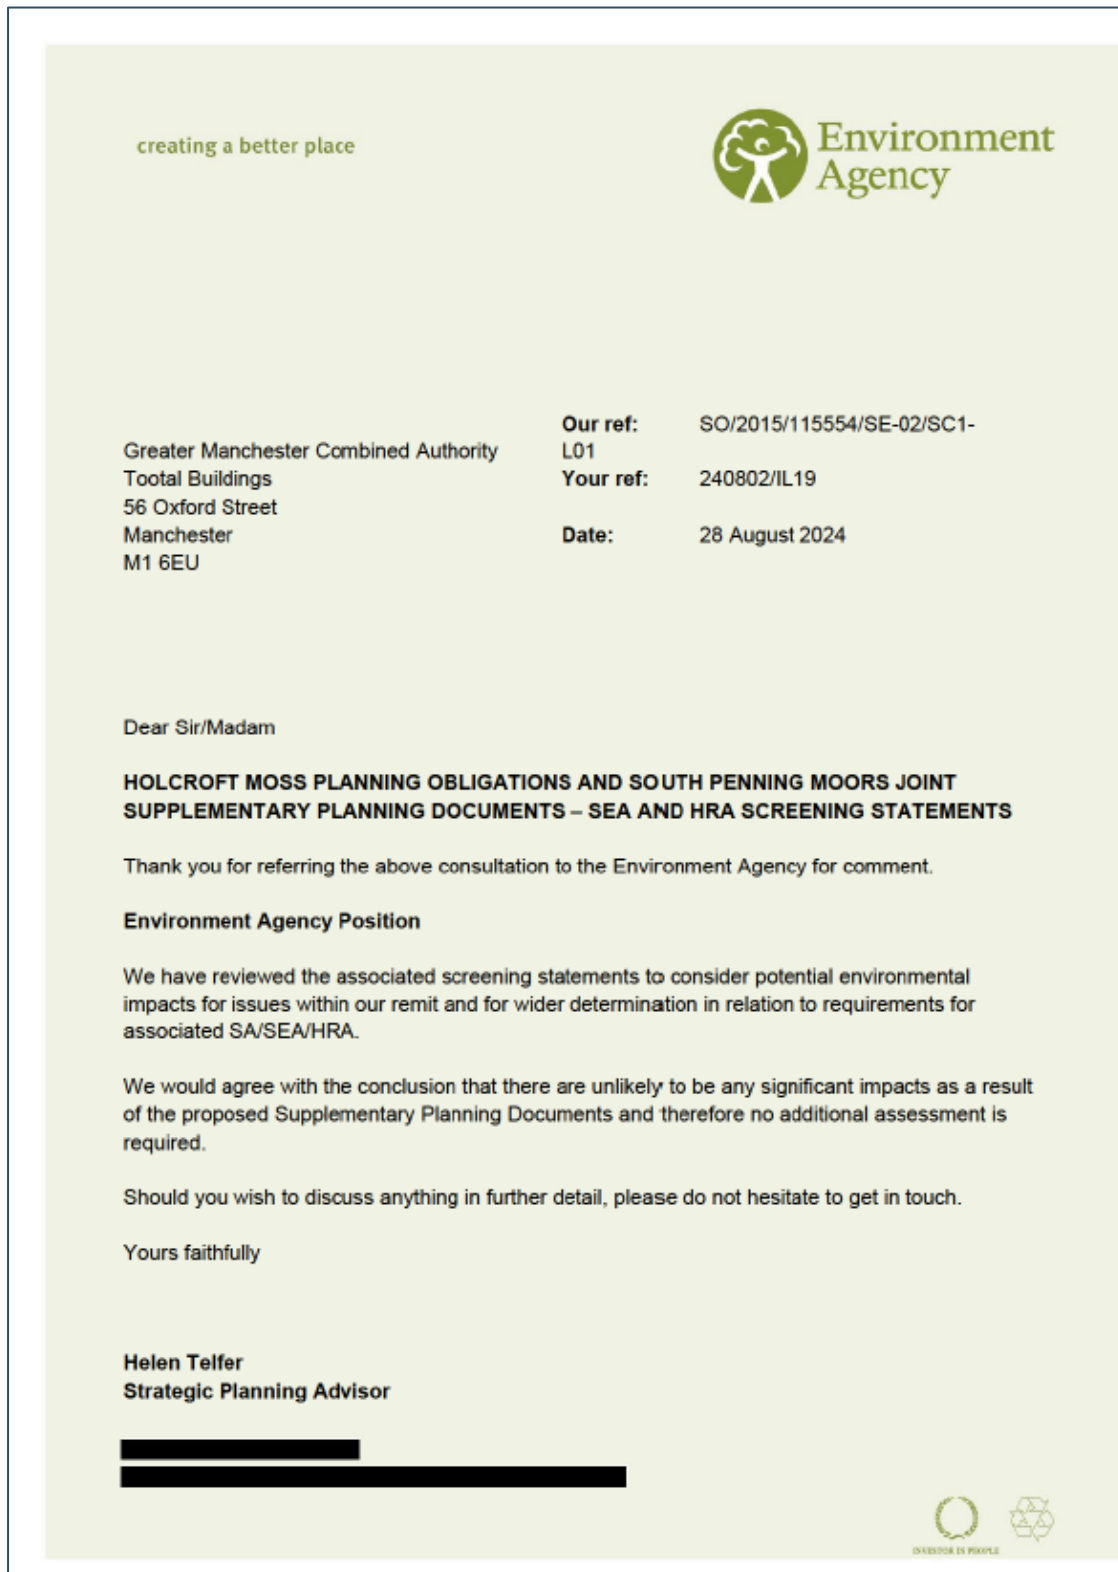 creating a better place
Environment
Agency
Greater Manchester Combined Authority
Tootal Buildings
56 Oxford Street
Manchester
M1 6EU
Our ref: SO/2015/115554/SE-02/SC1-
L01
Your ref: 240802/IL19
Date: 28 August 2024
Dear Sir/Madam
HOLCROFT MOSS PLANNING OBLIGATIONS AND SOUTH PENNING MOORS JOINT
SUPPLEMENTARY PLANNING DOCUMENTS – SEA AND HRA SCREENING STATEMENTS
Thank you for referring the above consultation to the Environment Agency for comment.
Environment Agency Position
We have reviewed the associated screening statements to consider potential environmental
impacts for issues within our remit and for wider determination in relation to requirements for
associated SA/SEA/HRA.
We would agree with the conclusion that there are unlikely to be any significant impacts as a result
of the proposed Supplementary Planning Documents and therefore no additional assessment is
required.
Should you wish to discuss anything in further detail, please do not hesitate to get in touch.
Yours faithfully
Helen Telfer
Strategic Planning Advisor
INVESTOR IN PEOPLE